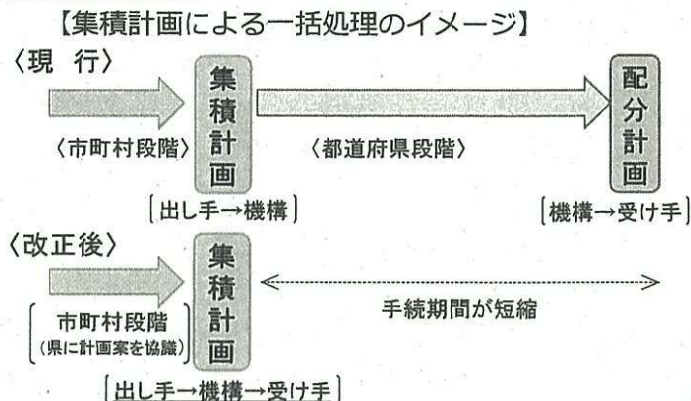 【集積計画による一括処理のイメージ】
〈現 行〉
集積計画
配分計画
〈市町村段階〉
〈都道府県段階〉
[出し手→機構]
[機構→受け手]
〈改正後〉
集積計画
手続期間が短縮
市町村段階
(県に計画案を協議)
[出し手→機構→受け手]